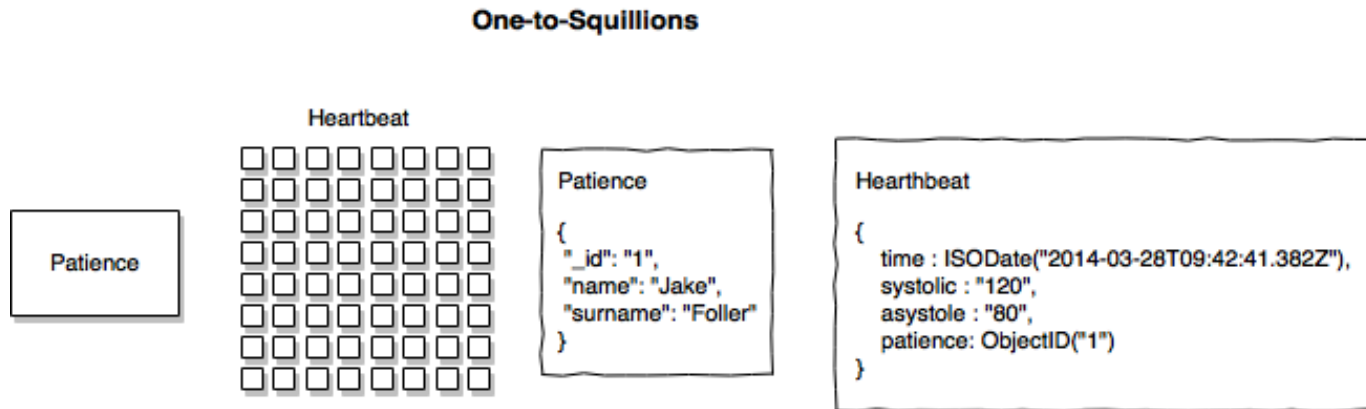 One-to-Squillions
Heartbeat
Patience
Patience
{
"_id": "1",
"name": "Jake",
"surname": "Foller"
}
Hearthbeat
{
time : ISODate("2014-03-28T09:42:41.382Z"),
systolic : "120",
asystole : "80",
patience: ObjectID("1")
}